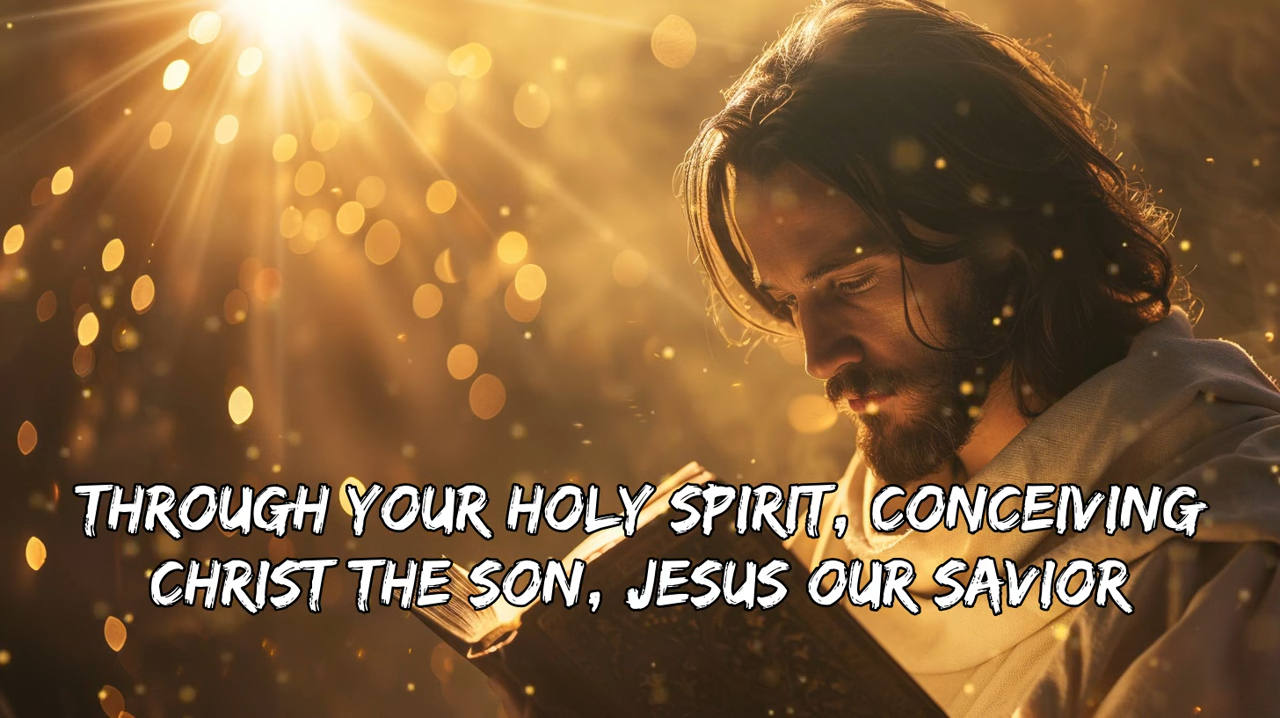 THROUGH YOUR HOLY SPIRIT, CONCEIVING
CHRIST THE SON, JESUS OUR SAVIOR